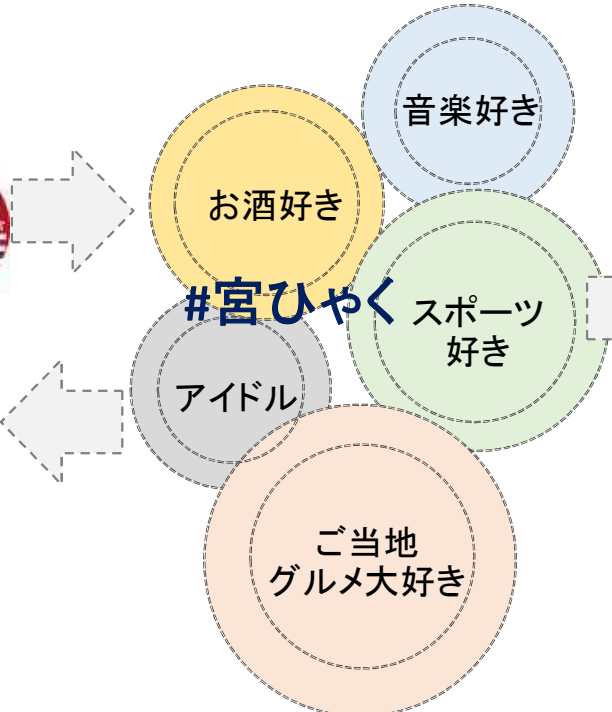 音楽好き
お酒好き
#宮ひゃく
スポーツ
好き
アイドル
ご当地
グルメ大好き